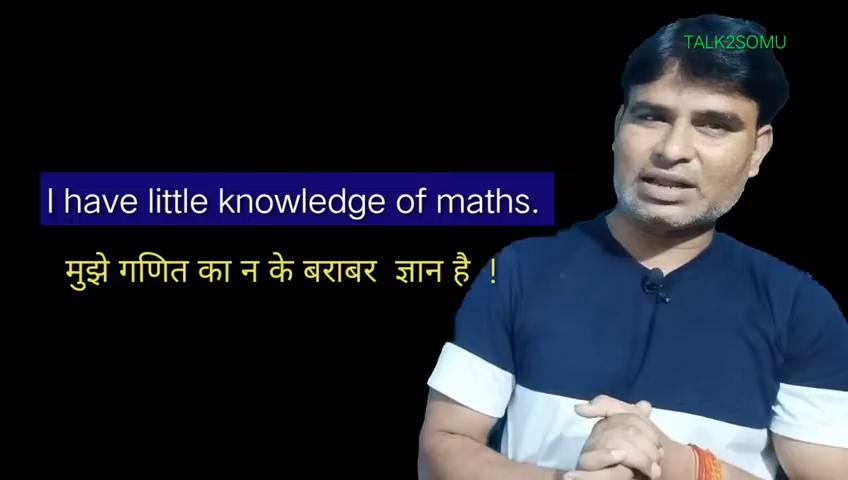 TALK2SOMU
I have little knowledge of maths.
मुझे गणित का न के बराबर ज्ञान है !